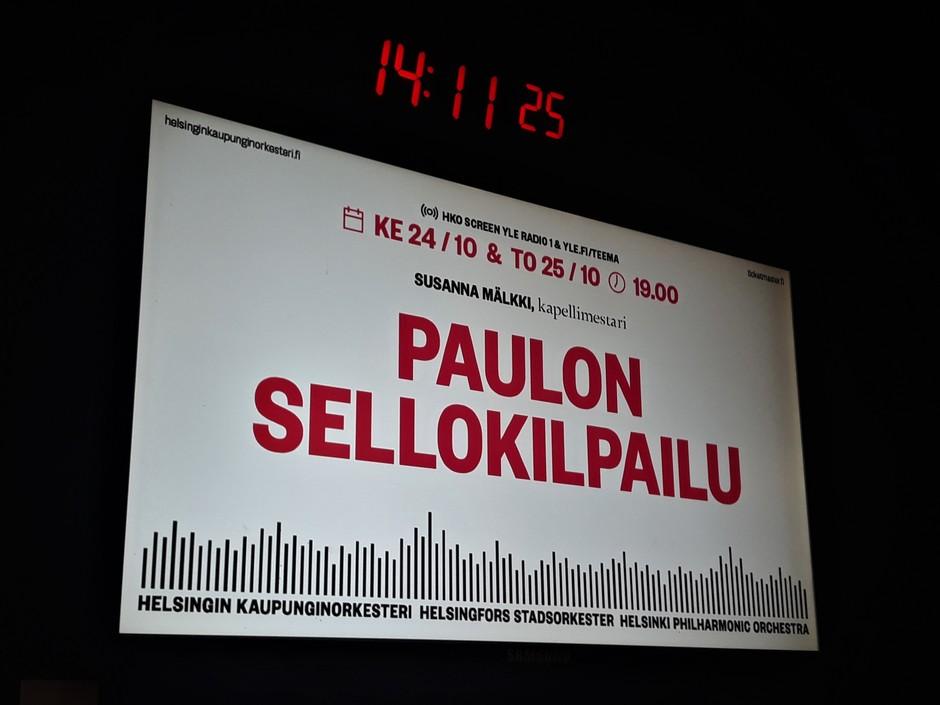 14:11 25
helsinginkaupunginorkesteri.fi
HKO SCREEN YLE RADIO 1 & YLE.FI/TEEMA
ticketmaster.fi
KE 24 / 10 & TO 25 / 10 19.00
SUSANNA MÄLKKI, kapellimestari
PAULON
SELLOKILPAILU
HELSINGIN KAUPUNGINORKESTERI HELSINGFORS STADSORKESTER HELSINKI PHILHARMONIC ORCHESTRA
SAMSUNG